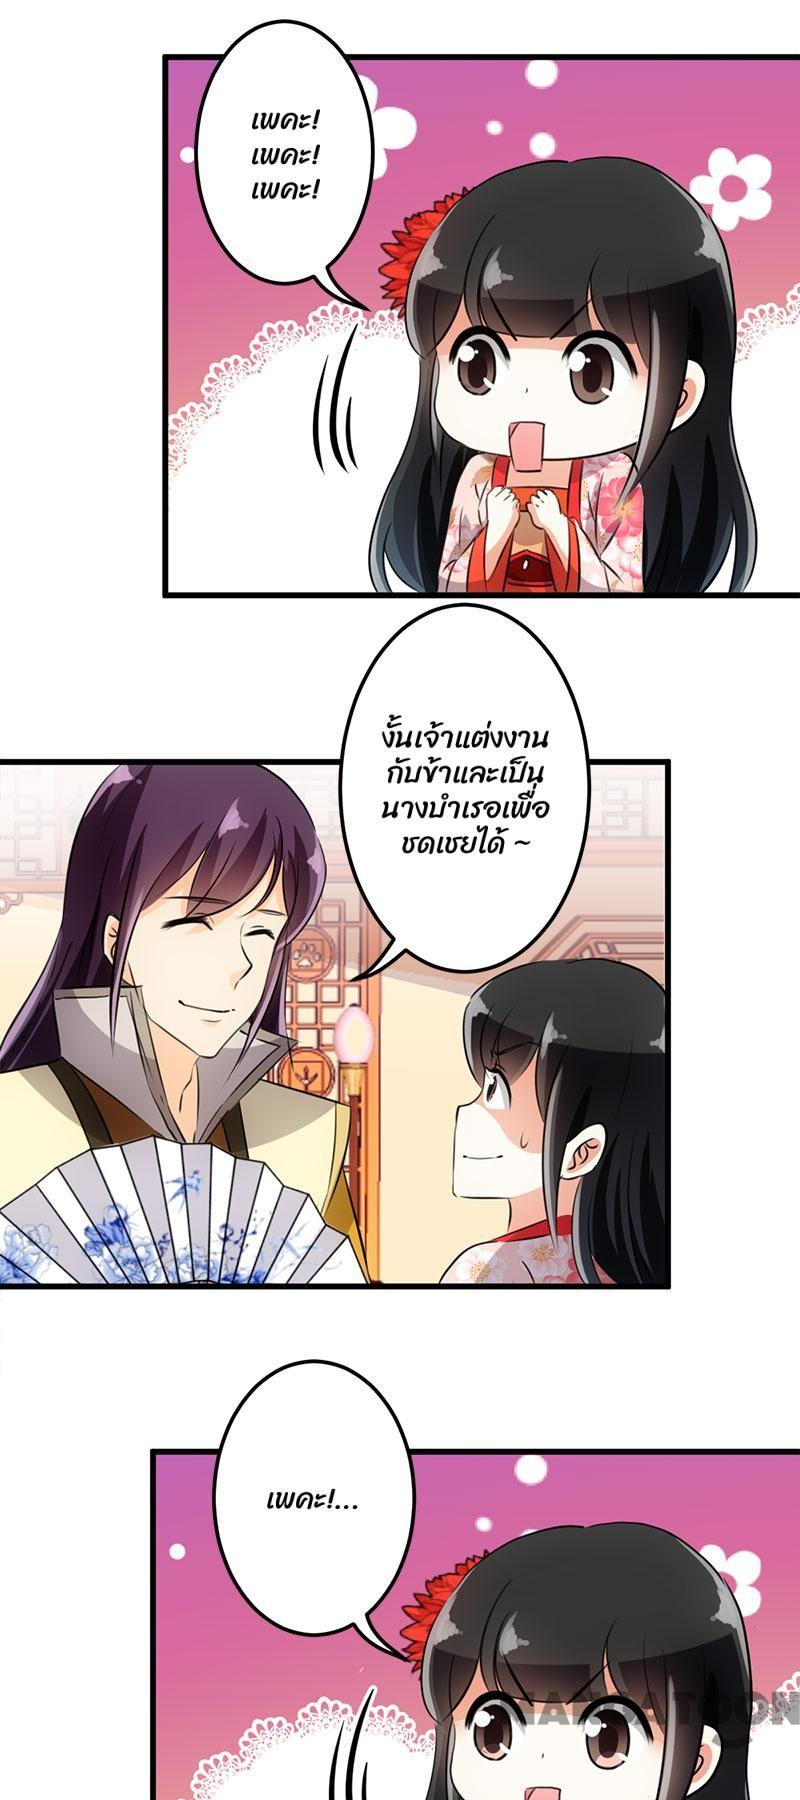 เพคะ!
เพคะ!
เพคะ!
งั้นเจ้าแต่งงาน
กับข้าและเป็น
นางบำเรอเพื่อ
ชดเชยได้ ~
เพคะ!...
MANGATOON